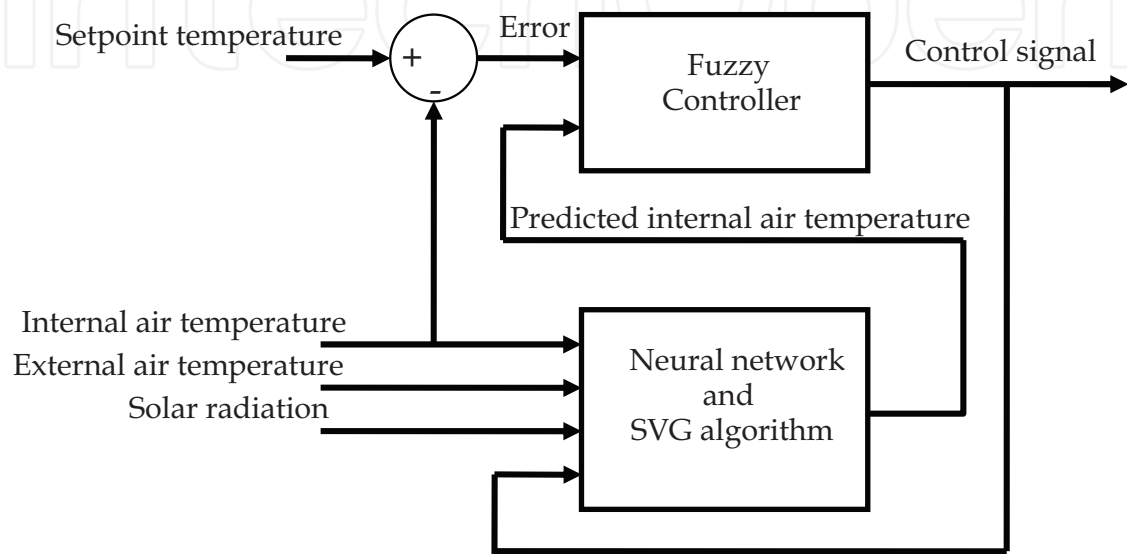 IntechOpen
Setpoint temperature
+
-
Error
Fuzzy
Controller
Control signal
Predicted internal air temperature
Internal air temperature
External air temperature
Solar radiation
Neural network
and
SVG algorithm